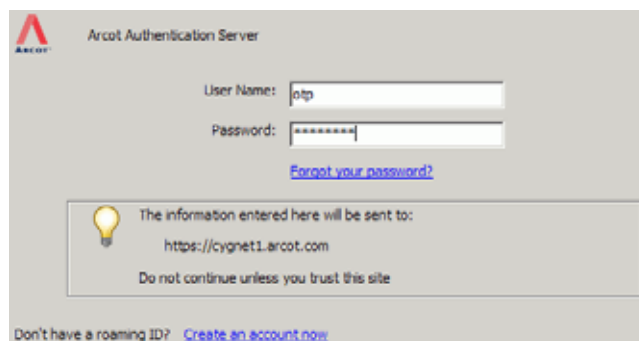 ARCOT
Arcot Authentication Server
User Name: otp
Password: ********
Forgot your password?
The information entered here will be sent to:
https://cygnet1.arcot.com
Do not continue unless you trust this site
Don't have a roaming ID? Create an account now